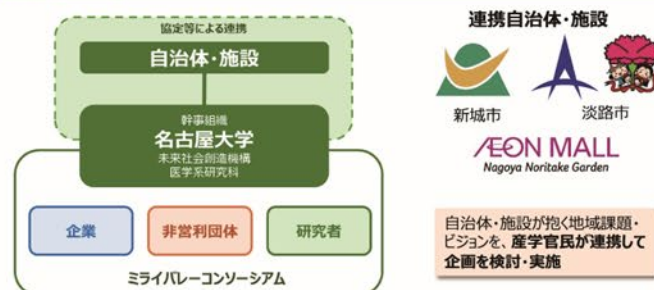 協定等による連携
自治体・施設
幹事組織
名古屋大学
未来社会創造機構
医学系研究科
企業
非営利団体
研究者
ミライバレーコンソーシアム
連携自治体・施設
新城市
淡路市
ÆON MALL
Nagoya Noritake Garden
自治体・施設が抱く地域課題・
ビジョンを、産学官民が連携して
企画を検討・実施